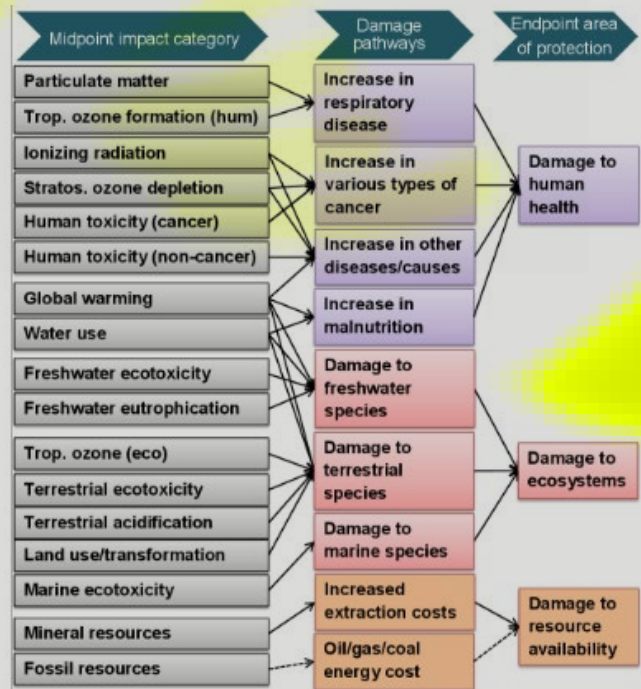 Midpoint impact category
Damage
pathways
Endpoint area
of protection
Particulate matter
Trop. ozone formation (hum)
Ionizing radiation
Stratos. ozone depletion
Human toxicity (cancer)
Human toxicity (non-cancer)
Global warming
Water use
Freshwater ecotoxicity
Freshwater eutrophication
Trop. ozone (eco)
Terrestrial ecotoxicity
Terrestrial acidification
Land use/transformation
Marine ecotoxicity
Mineral resources
Fossil resources
Increase in
respiratory
disease
Increase in
various types of
cancer
Increase in other
diseases/causes
Increase in
malnutrition
Damage to
freshwater
species
Damage to
terrestrial
species
Damage to
marine species
Increased
extraction costs
Oil/gas/coal
energy cost
Damage to
human
health
Damage to
ecosystems
Damage to
resource
availability